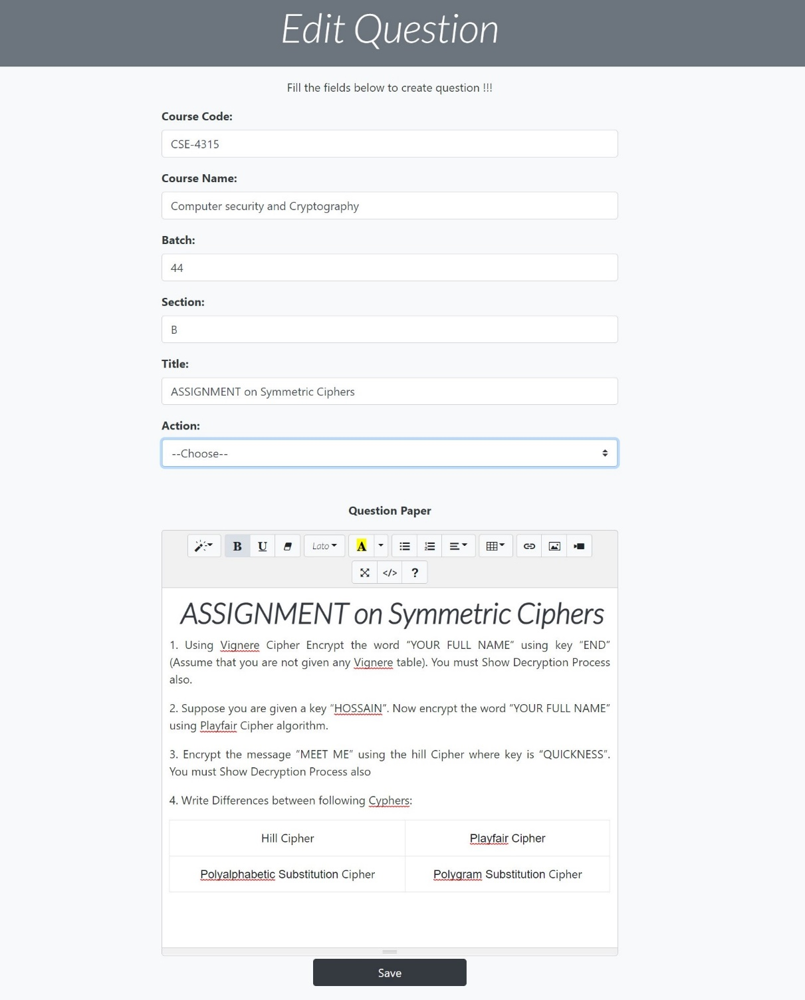 Edit Question
Fill the fields below to create question !!!
Course Code:
CSE-4315
Course Name:
Computer security and Cryptography
Batch:
44
Section:
B
Title:
ASSIGNMENT on Symmetric Ciphers
Action:
--Choose--
Question Paper
B U Lato A
</> ?
ASSIGNMENT on Symmetric Ciphers
1. Using Vignere Cipher Encrypt the word “YOUR FULL NAME” using key “END”
(Assume that you are not given any Vignere table). You must Show Decryption Process
also.
2. Suppose you are given a key “HOSSAIN”. Now encrypt the word “YOUR FULL NAME”
using Playfair Cipher algorithm.
3. Encrypt the message “MEET ME” using the hill Cipher where key is “QUICKNESS”.
You must Show Decryption Process also
4. Write Differences between following Cyphers:
Hill Cipher Playfair Cipher
Polyalphabetic Substitution Cipher Polygram Substitution Cipher
Save